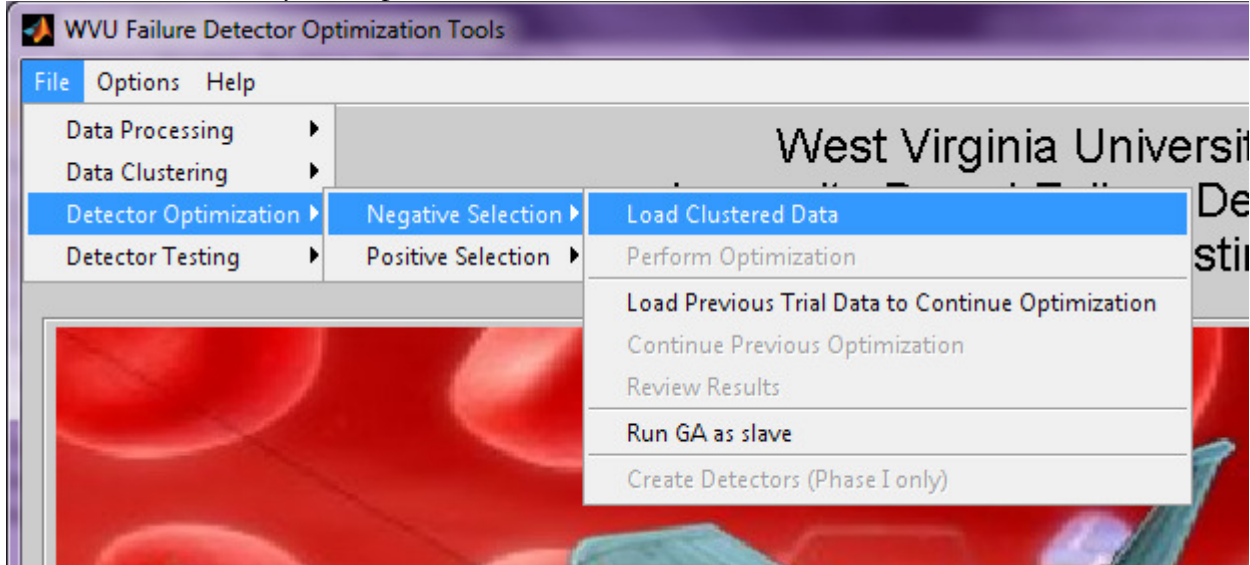 WVU Failure Detector Optimization Tools
File Options Help
Data Processing
Data Clustering
Detector Optimization
Detector Testing
Negative Selection
Positive Selection
Load Clustered Data
Perform Optimization
Load Previous Trial Data to Continue Optimization
Continue Previous Optimization
Review Results
Run GA as slave
Create Detectors (Phase I only)
West Virginia